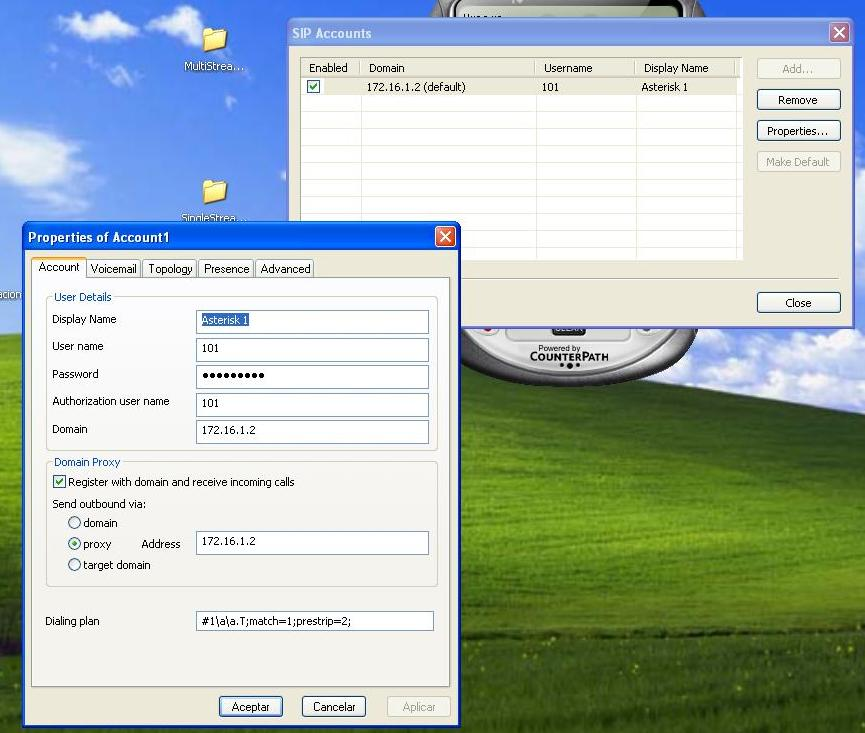 MultiStrea...
SingleStrea...
acion
SIP Accounts
Enabled Domain Username Display Name
172.16.1.2 (default) 101 Asterisk 1
Add...
Remove
Properties...
Make Default
Close
Powered by
COUNTERPATH
Properties of Account1
Account Voicemail Topology Presence Advanced
User Details
Display Name Asterisk 1
User name 101
Password ●●●●●●●●●
Authorization user name 101
Domain 172.16.1.2
Domain Proxy
Register with domain and receive incoming calls
Send outbound via:
domain
proxy Address 172.16.1.2
target domain
Dialing plan #1\a\a.T;match=1;prestrip=2;
Aceptar Cancelar Aplicar